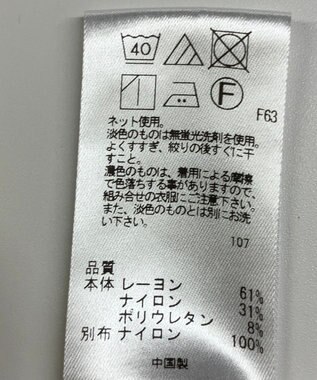 40
F
F63
ネット使用。
淡色のものは無蛍光洗剤を使用。
よくすすぎ、絞りの後すぐに干
すこと。
濃色のものは、着用による摩擦
で色落ちする事がありますので、
組み合せの衣服にご注意下さい。
また、淡色のものとは別にお洗
い下さい。
107
品質
本体 レーヨン 61%
ナイロン 31%
ポリウレタン 8%
別布 ナイロン 100%
中国製